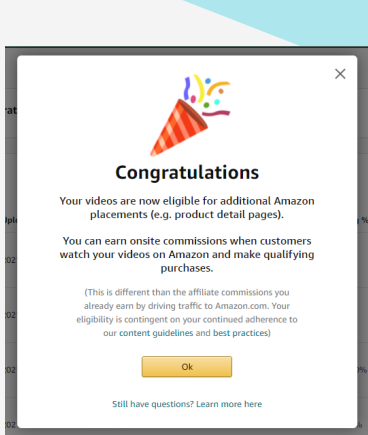 Congratulations
Your videos are now eligible for additional Amazon
placements (e.g. product detail pages).
You can earn onsite commissions when customers
watch your videos on Amazon and make qualifying
purchases.
(This is different than the affiliate commissions you
already earn by driving traffic to Amazon.com. Your
eligibility is contingent on your continued adherence to
our content guidelines and best practices)
Ok
Still have questions? Learn more here